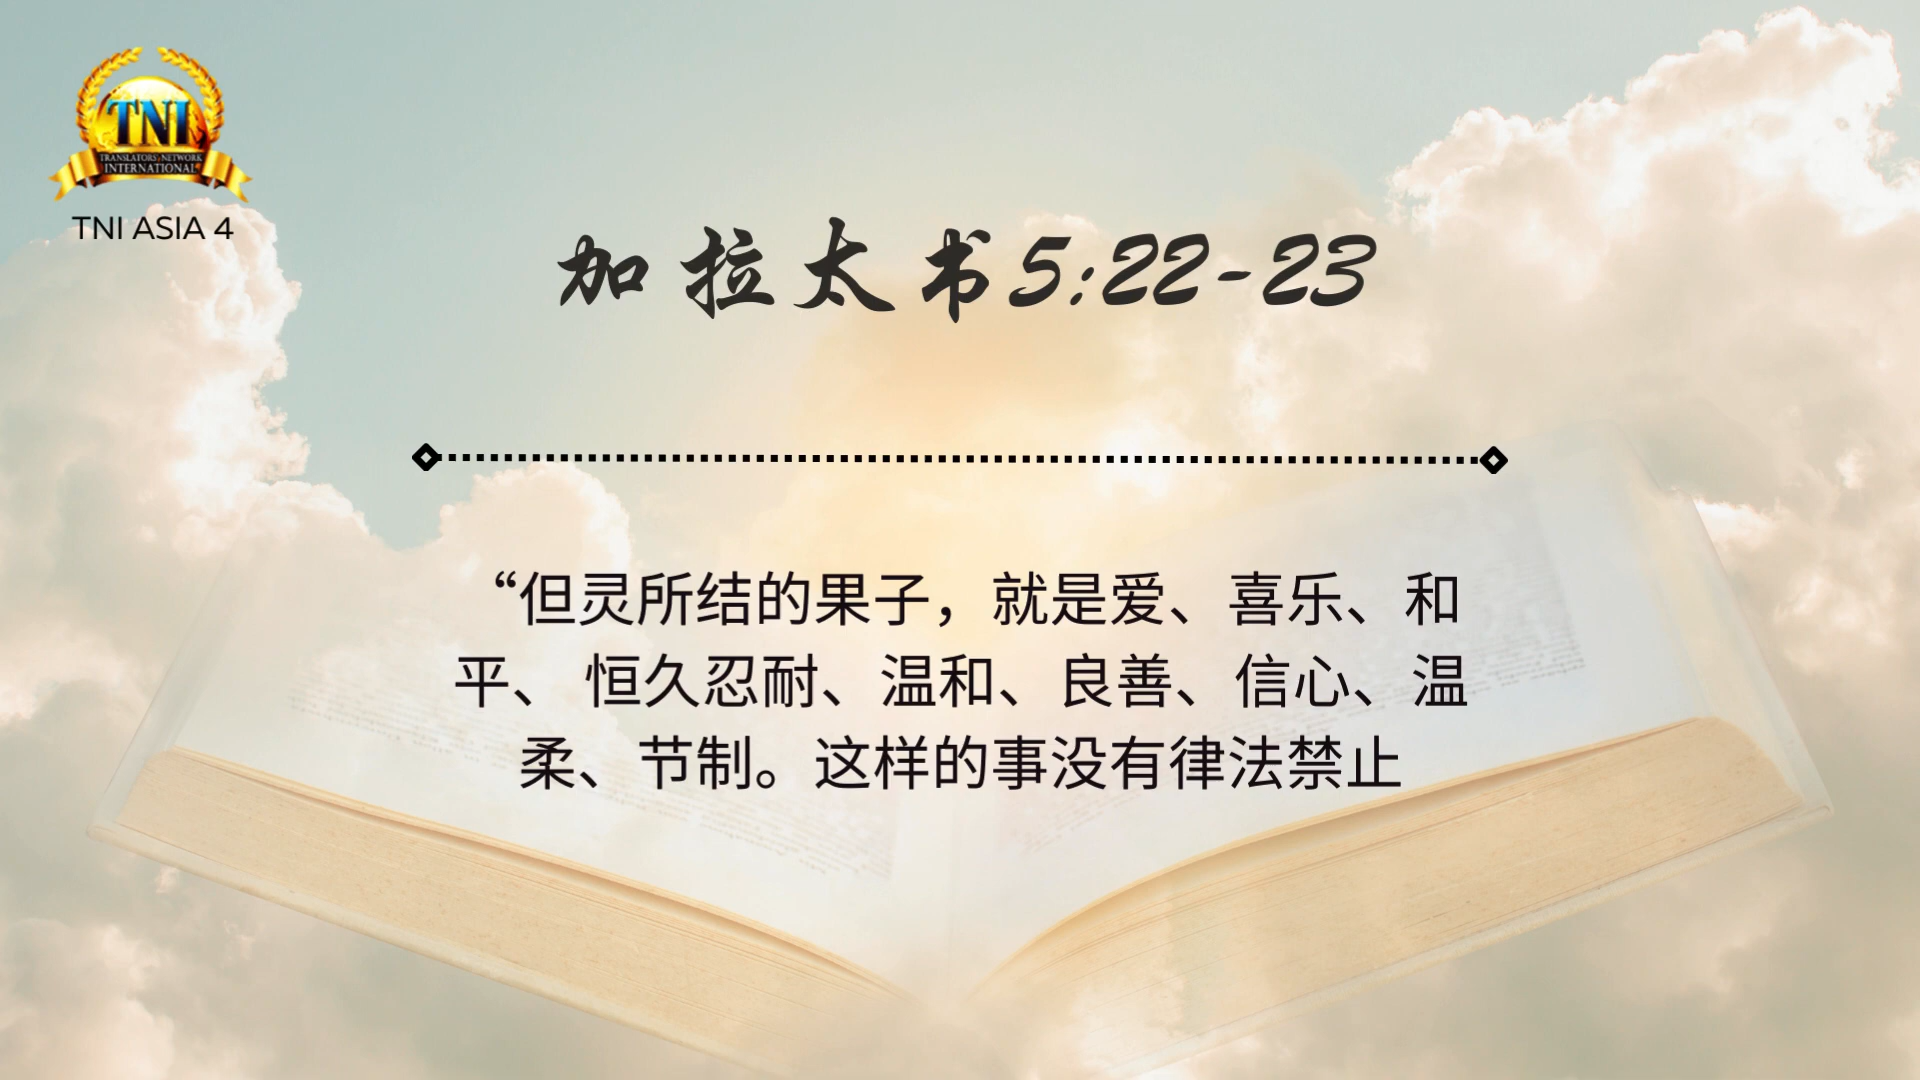 TNI
TRANSLATORS' NETWORK
INTERNATIONAL
TNI ASIA 4
加拉太书5:22-23
“但灵所结的果子，就是爱、喜乐、和
平、 恒久忍耐、温和、良善、信心、温
柔、节制。这样的事没有律法禁止